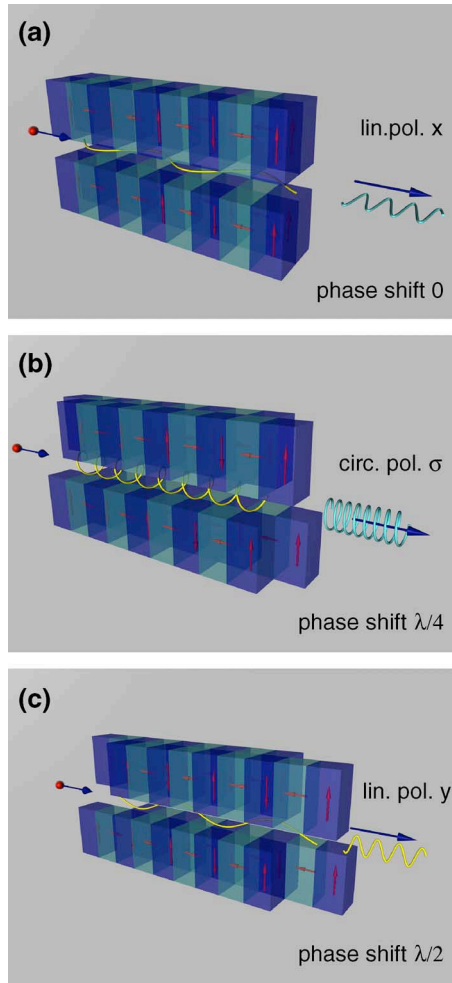 (a)
lin.pol. x
phase shift 0
(b)
circ. pol. σ
phase shift λ/4
(c)
lin. pol. y
phase shift λ/2